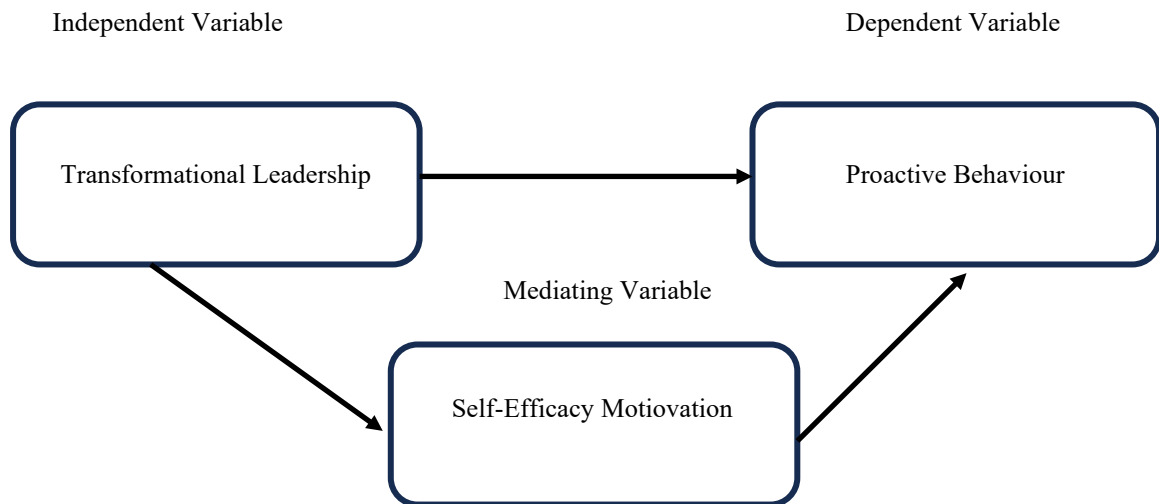 Independent Variable
Dependent Variable
Transformational Leadership
Proactive Behaviour
Mediating Variable
Self-Efficacy Motiovation